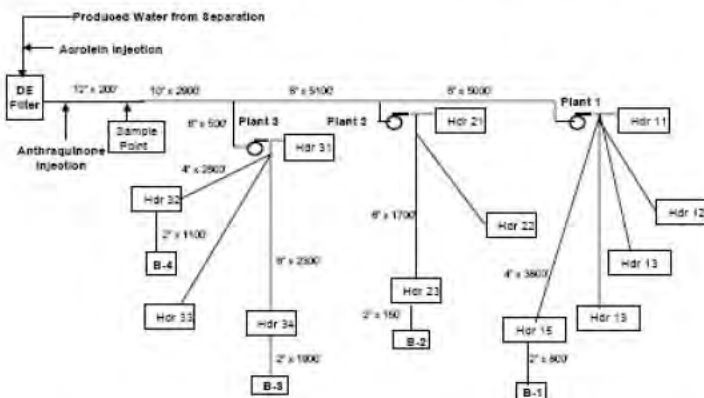 Produced Water from Separation
Acrolein Injection
DE
Filter
12" x 200'
10" x 2900'
8" x 5100'
8" x 5000'
Anthraquinone
Injection
Sample
Point
6" x 500'
Plant 3
Plant 2
Plant 1
Hdr 31
Hdr 21
Hdr 11
4" x 2800'
Hdr 32
2" x 1100'
B-4
Hdr 33
6" x 2300'
Hdr 34
2" x 1800'
B-3
6" x 1700'
Hdr 22
Hdr 23
2" x 150'
B-2
Hdr 12
Hdr 13
4" x 3800'
Hdr 13
Hdr 15
2" x 800'
B-1